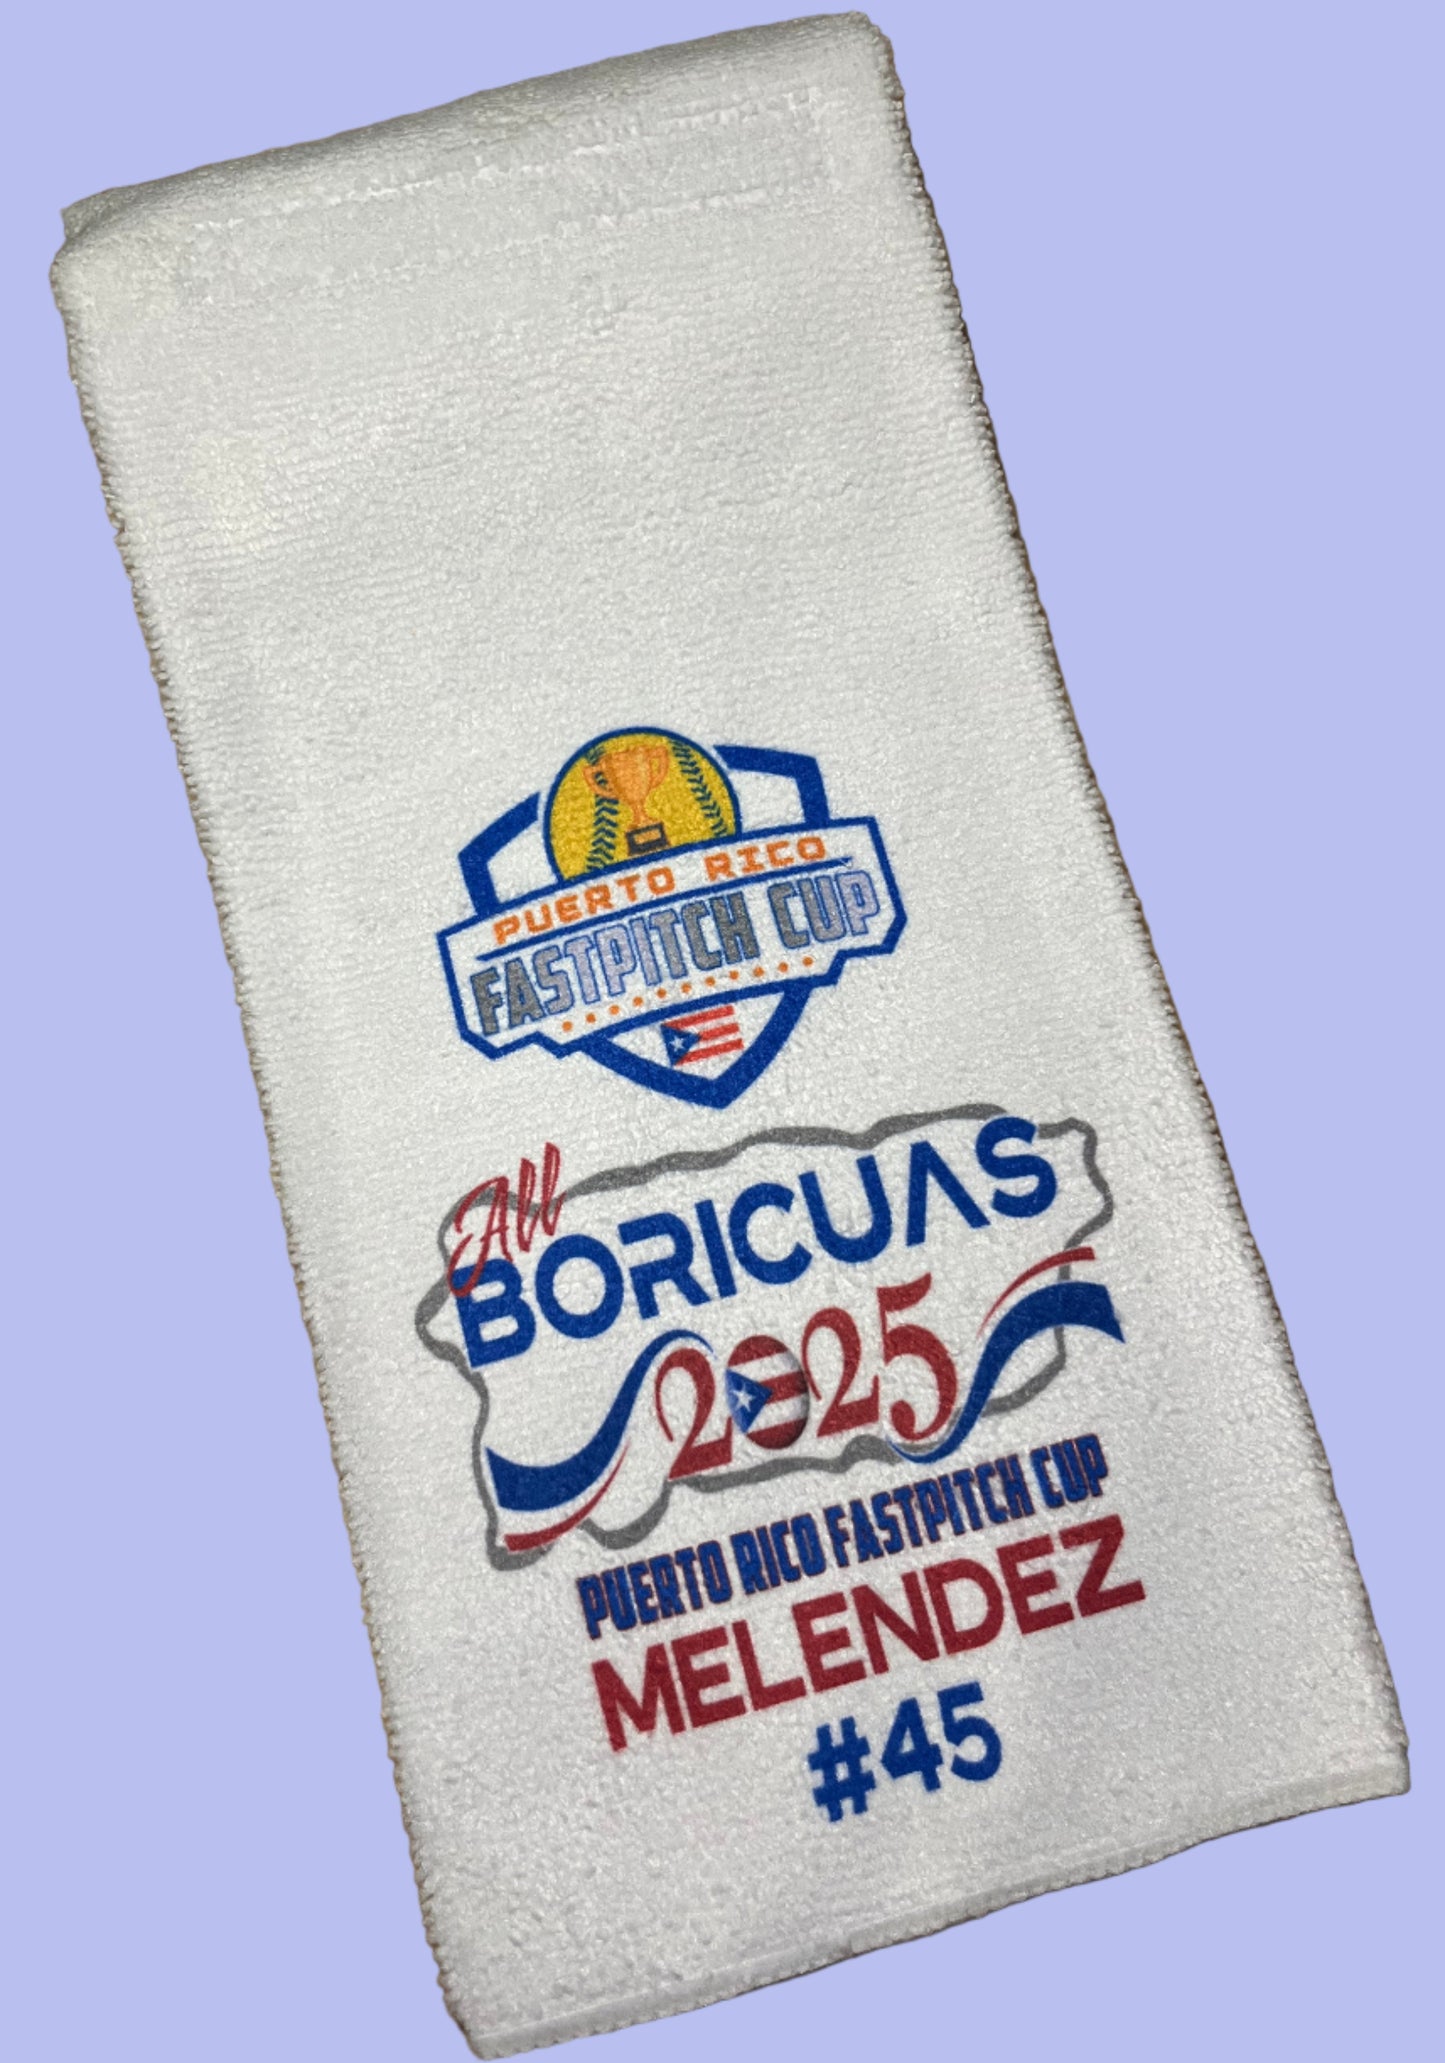 PUERTO RICO
FASTPITCH CUP
All
BORICUAS
2025
PUERTO RICO FASTPITCH CUP
MELENDEZ
#45